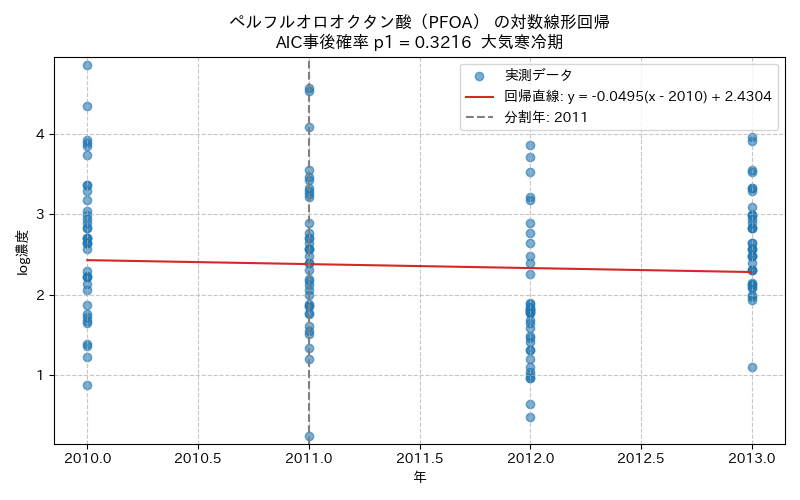 ペルフルオロオクタン酸（PFOA） の対数線形回帰
AIC事後確率 p1 = 0.3216 大気寒冷期
実測データ
回帰直線: y = -0.0495(x - 2010) + 2.4304
分割年: 2011
log濃度
4
3
2
1
2010.0 2010.5 2011.0 2011.5 2012.0 2012.5 2013.0
年